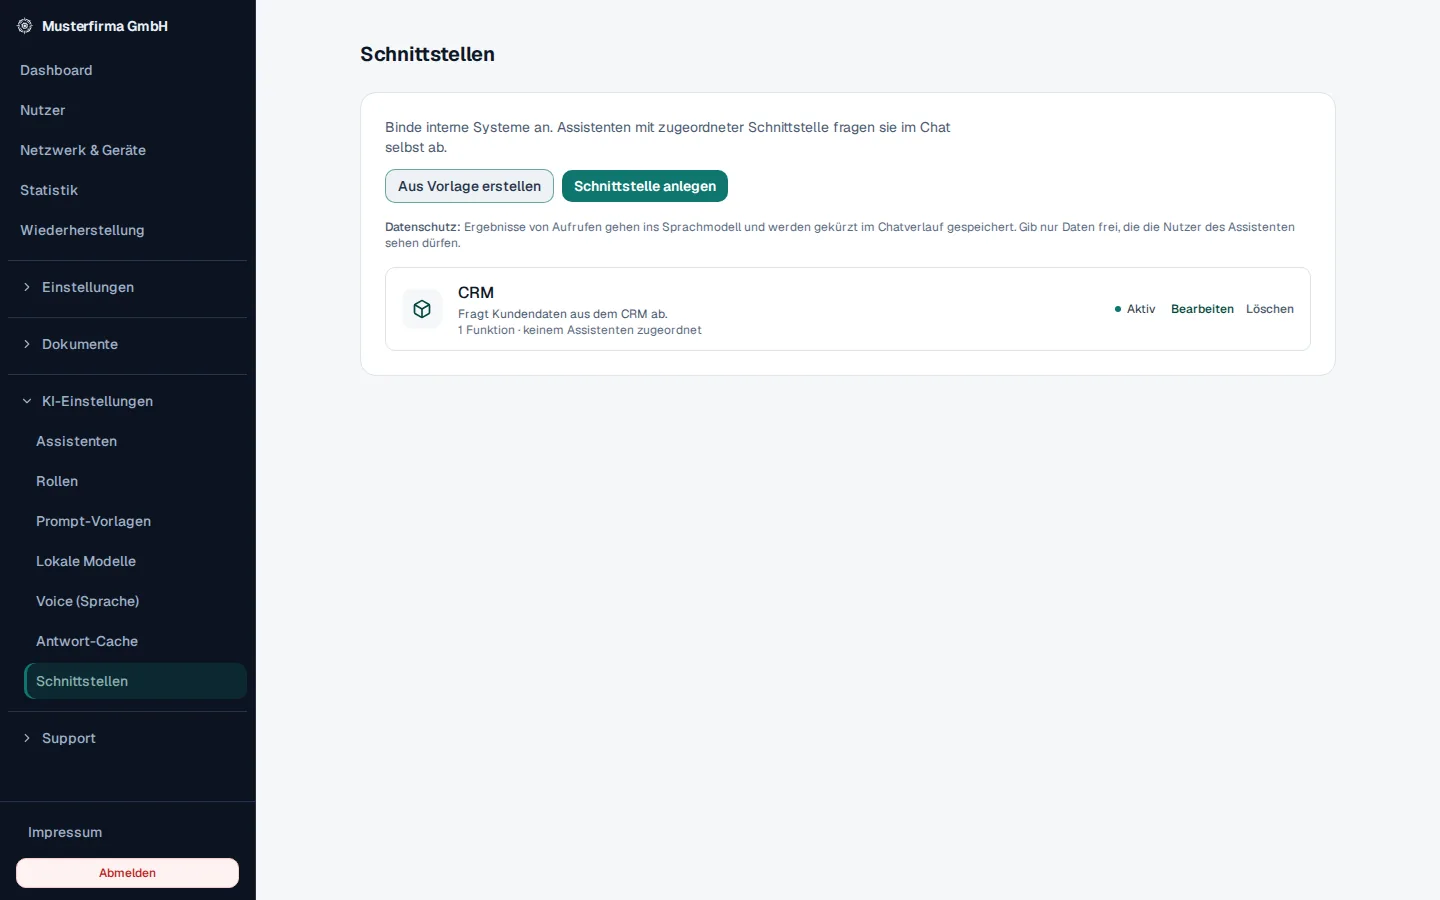 Musterfirma GmbH
Dashboard
Nutzer
Netzwerk & Geräte
Statistik
Wiederherstellung
Einstellungen
Dokumente
KI-Einstellungen
Assistenten
Rollen
Prompt-Vorlagen
Lokale Modelle
Voice (Sprache)
Antwort-Cache
Schnittstellen
Support
Impressum
Abmelden
Schnittstellen
Binde interne Systeme an. Assistenten mit zugeordneter Schnittstelle fragen sie im Chat
selbst ab.
Aus Vorlage erstellen
Schnittstelle anlegen
Datenschutz: Ergebnisse von Aufrufen gehen ins Sprachmodell und werden gekürzt im Chatverlauf gespeichert. Gib nur Daten frei, die die Nutzer des Assistenten
sehen dürfen.
CRM
Fragt Kundendaten aus dem CRM ab.
1 Funktion · keinem Assistenten zugeordnet
Aktiv
Bearbeiten
Löschen